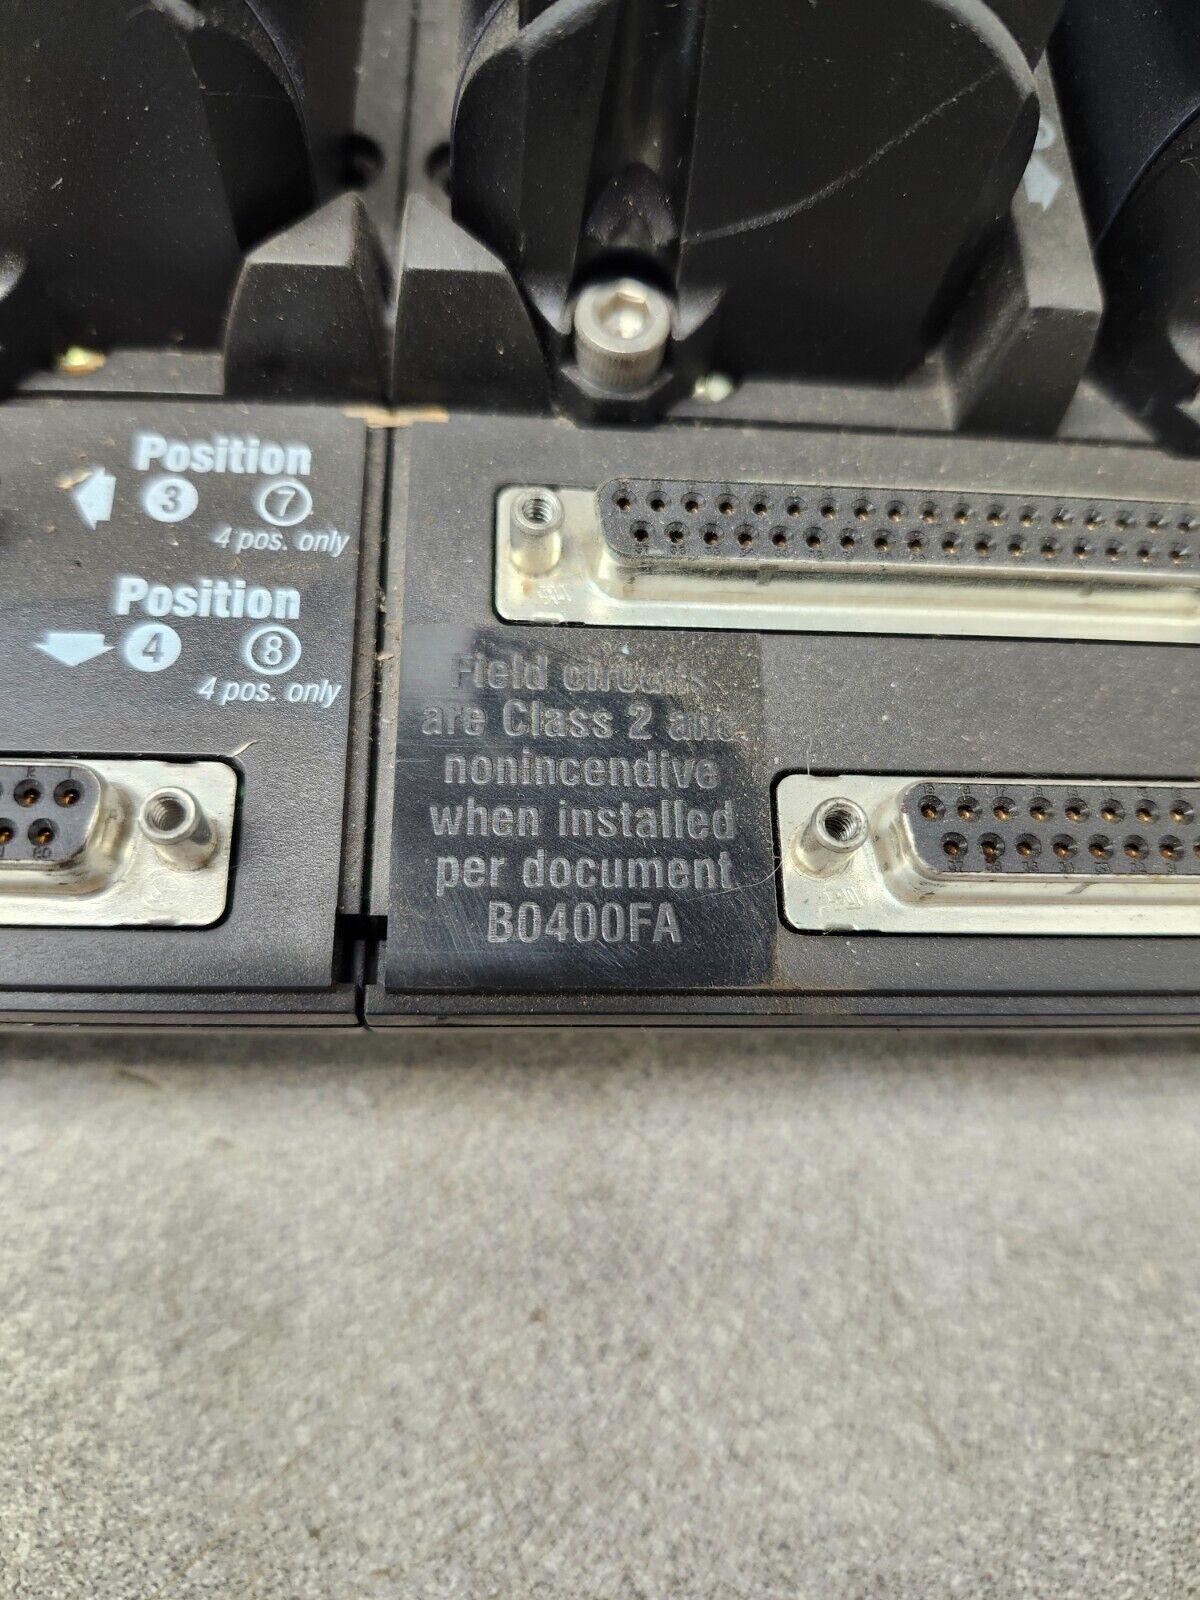 Position
3 7
4 pos. only
Position
4 8
4 pos. only
Field circuits
are Class 2 and
nonincendive
when installed
per document
B0400FA